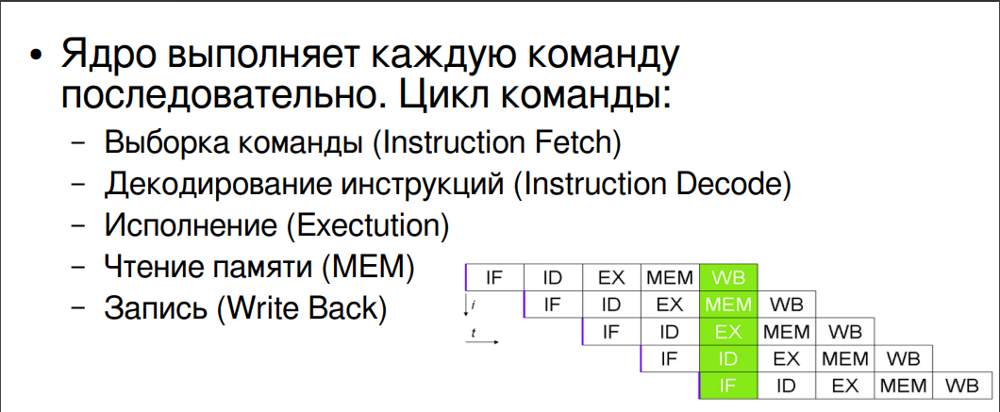 • Ядро выполняет каждую команду
последовательно. Цикл команды:
– Выборка команды (Instruction Fetch)
– Декодирование инструкций (Instruction Decode)
– Исполнение (Exectution)
– Чтение памяти (MEM)
– Запись (Write Back)
IF ID EX MEM WB
i IF ID EX MEM WB
t IF ID EX MEM WB
IF ID EX MEM WB
IF ID EX MEM WB